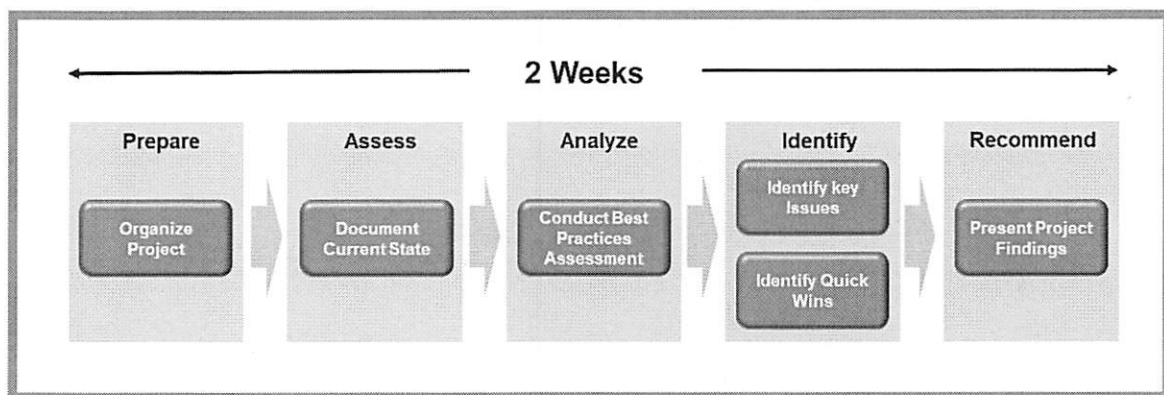 2 Weeks
Prepare
Organize
Project
Assess
Document
Current State
Analyze
Conduct Best
Practices
Assessment
Identify
Identify key
Issues
Identify Quick
Wins
Recommend
Present Project
Findings